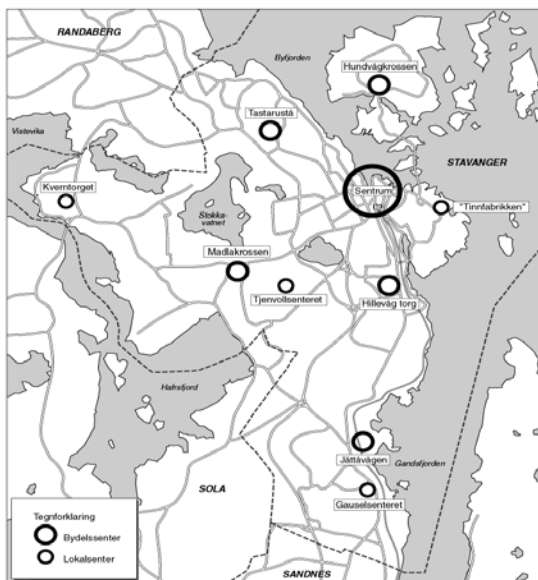 RANDABERG
Byfjorden
Hundvågkrossen
Tastarustå
Vistevika
STAVANGER
Kverntorget
Sentrum
"Tinnfabrikken"
Stokka-
vatnet
Madlakrossen
Tjenvollsenteret
Hillevåg torg
Hafrsfjord
Jåttåvågen
Gandsfjorden
Gauselsenteret
SOLA
Tegnforklaring
Bydelssenter
Lokalsenter
SANDNES